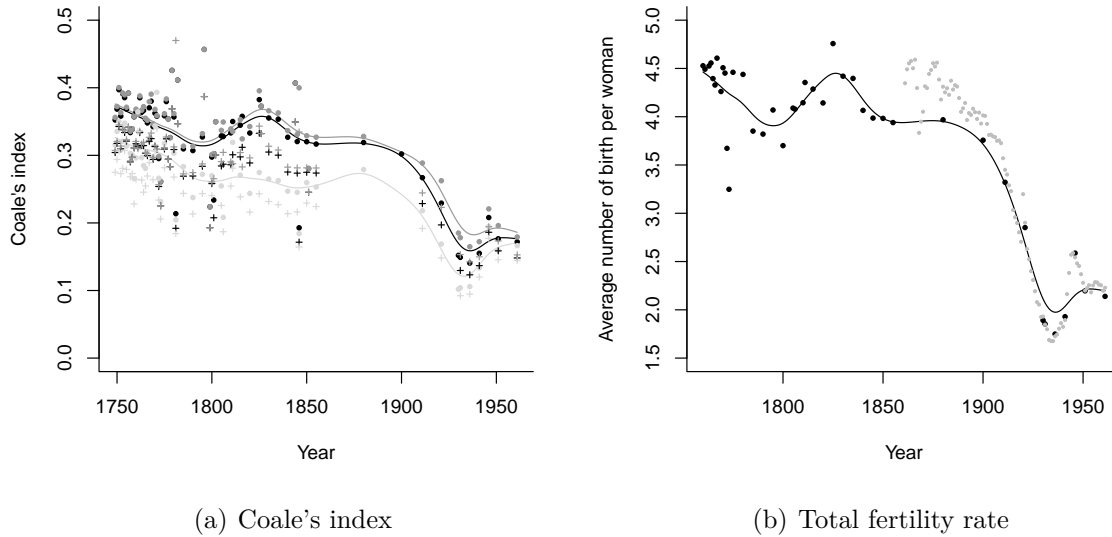 0.5
0.4
0.3
0.2
0.1
0.0
Coale's index
1750 1800 1850 1900 1950
Year
(a) Coale's index
5.0
4.5
4.0
3.5
3.0
2.5
2.0
1.5
Average number of birth per woman
1800 1850 1900 1950
Year
(b) Total fertility rate